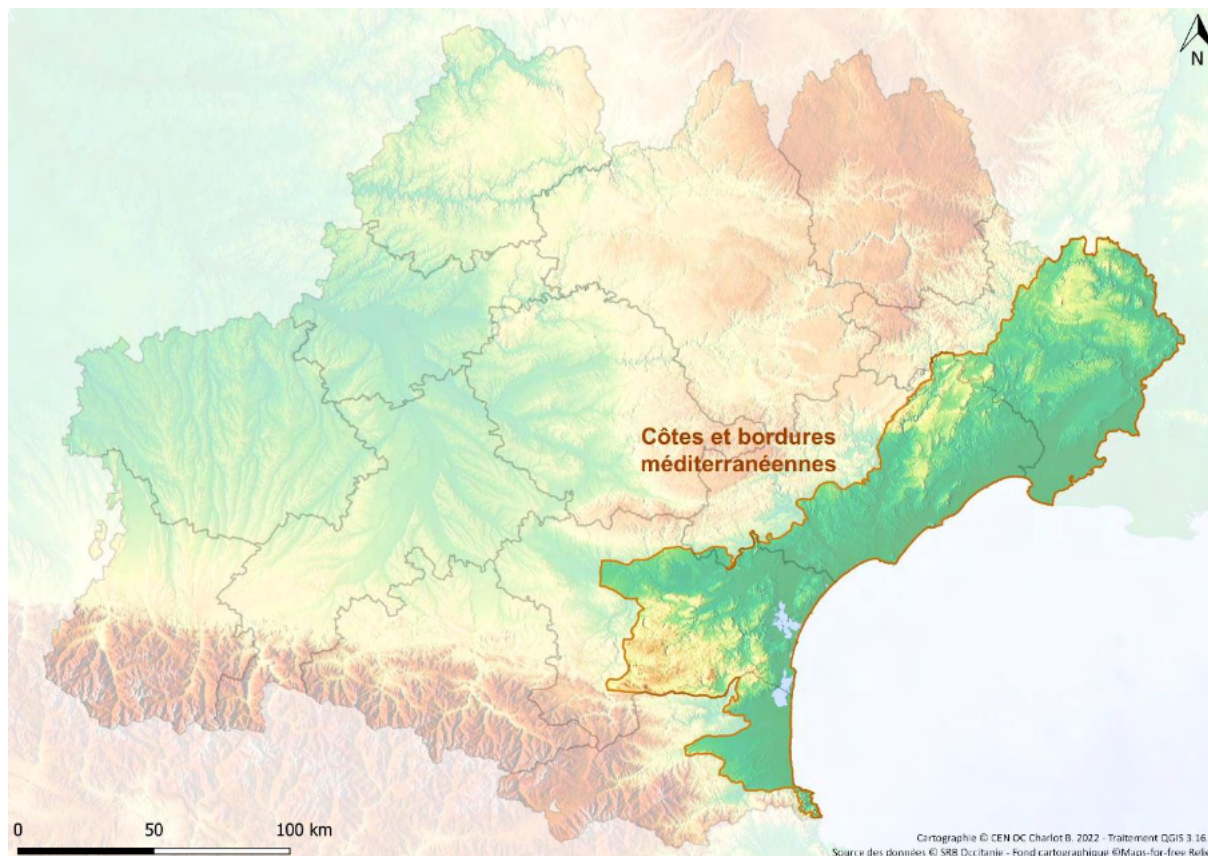 N
Côtes et bordures
méditerranéennes
0 50 100 km
Cartographie © CEN OC Charlot B. 2022 - Traitement QGIS 3.16
Source des données © SRB Occitanie - Fond cartographique ©Maps-for-free Relie